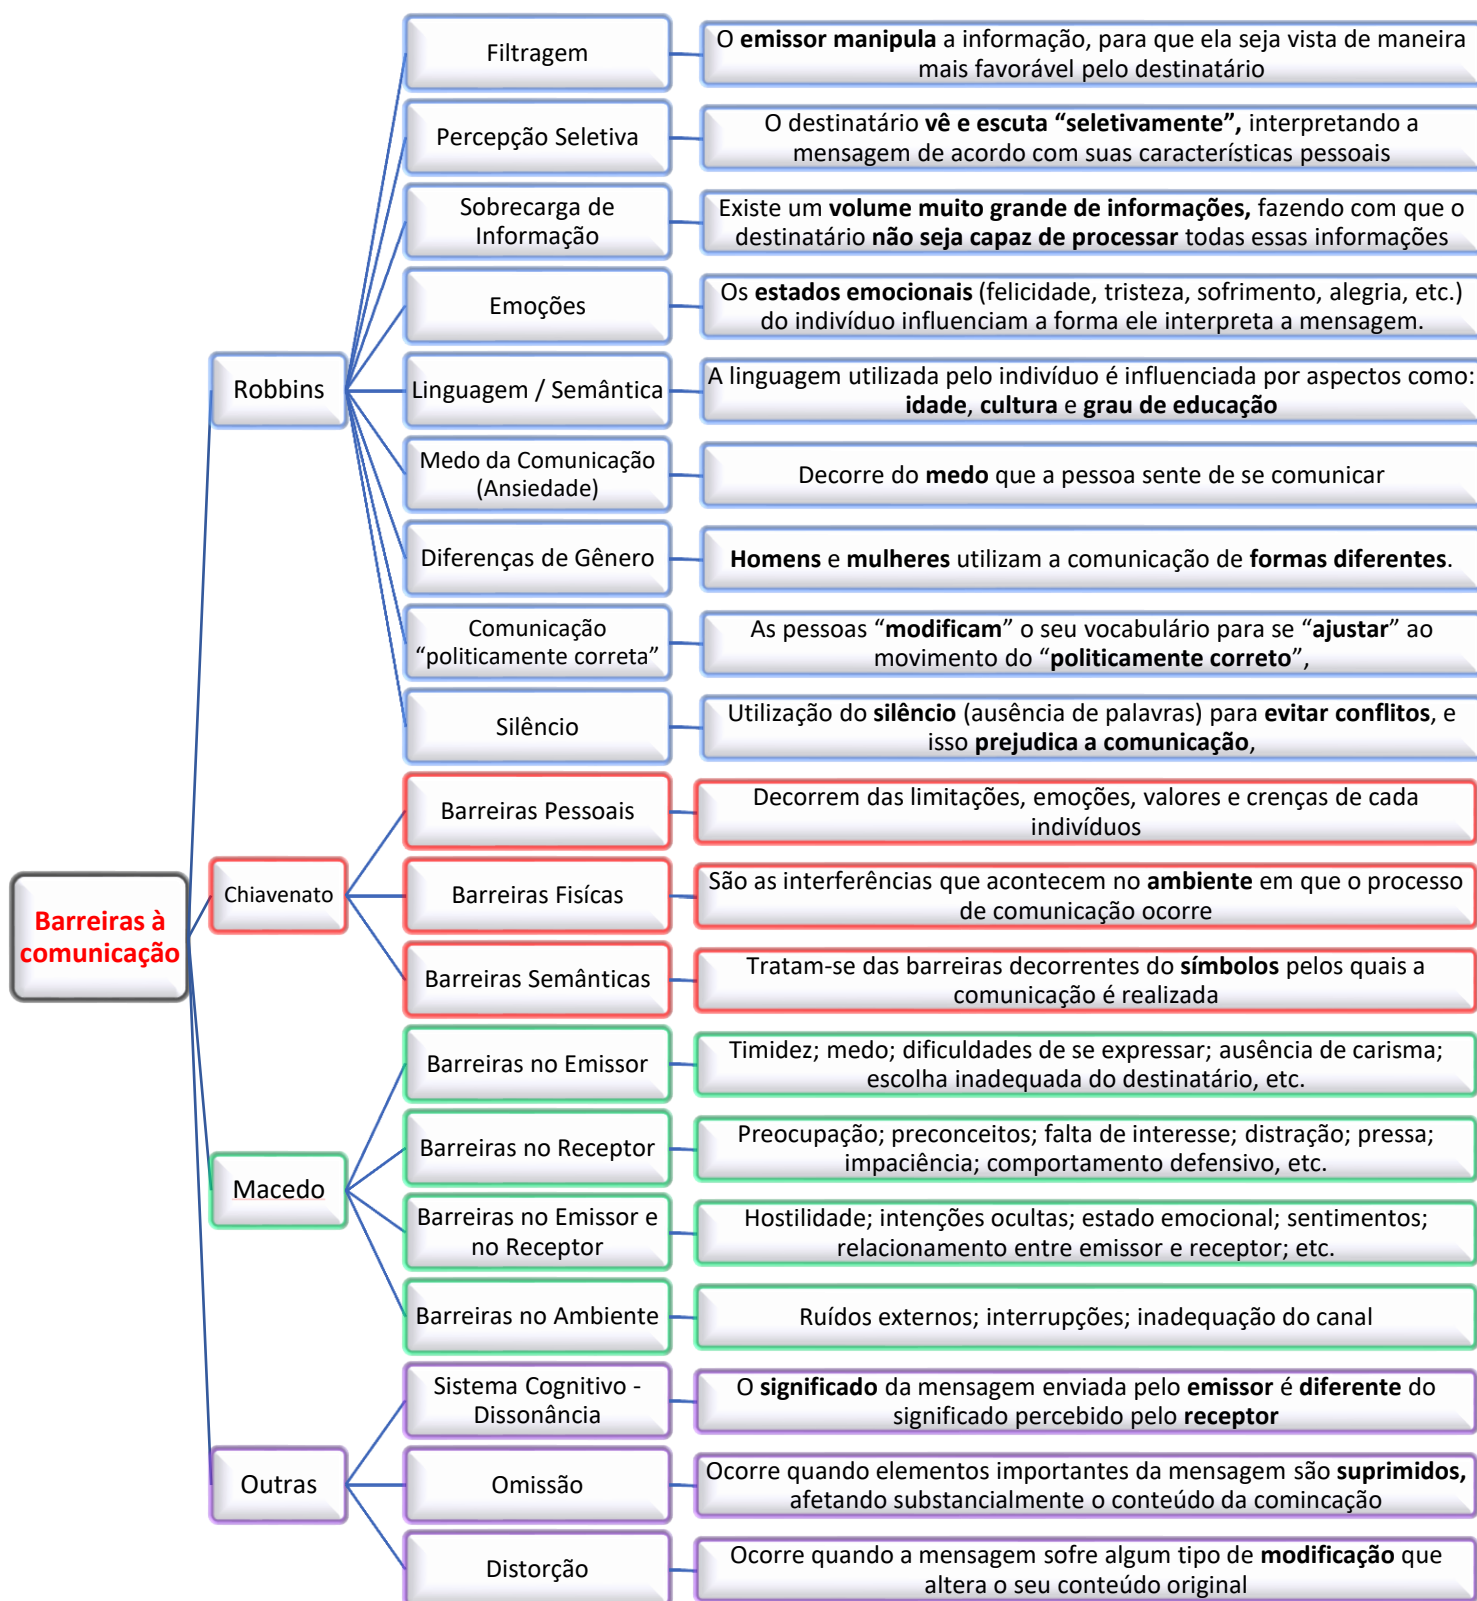 Filtragem
O emissor manipula a informação, para que ela seja vista de maneira
mais favorável pelo destinatário
Percepção Seletiva
O destinatário vê e escuta “seletivamente”, interpretando a
mensagem de acordo com suas características pessoais
Sobrecarga de
Informação
Existe um volume muito grande de informações, fazendo com que o
destinatário não seja capaz de processar todas essas informações
Emoções
Os estados emocionais (felicidade, tristeza, sofrimento, alegria, etc.)
do indivíduo influenciam a forma ele interpreta a mensagem.
Robbins
Linguagem / Semântica
A linguagem utilizada pelo indivíduo é influenciada por aspectos como:
idade, cultura e grau de educação
Medo da Comunicação
(Ansiedade)
Decorre do medo que a pessoa sente de se comunicar
Diferenças de Gênero
Homens e mulheres utilizam a comunicação de formas diferentes.
Comunicação
“politicamente correta”
As pessoas “modificam” o seu vocabulário para se “ajustar” ao
movimento do “politicamente correto”,
Silêncio
Utilização do silêncio (ausência de palavras) para evitar conflitos, e
isso prejudica a comunicação,
Barreiras à
comunicação
Chiavenato
Barreiras Pessoais
Decorrem das limitações, emoções, valores e crenças de cada
indivíduos
Barreiras Fisícas
São as interferências que acontecem no ambiente em que o processo
de comunicação ocorre
Barreiras Semânticas
Tratam-se das barreiras decorrentes do símbolos pelos quais a
comunicação é realizada
Macedo
Barreiras no Emissor
Timidez; medo; dificuldades de se expressar; ausência de carisma;
escolha inadequada do destinatário, etc.
Barreiras no Receptor
Preocupação; preconceitos; falta de interesse; distração; pressa;
impaciência; comportamento defensivo, etc.
Barreiras no Emissor e
no Receptor
Hostilidade; intenções ocultas; estado emocional; sentimentos;
relacionamento entre emissor e receptor; etc.
Barreiras no Ambiente
Ruídos externos; interrupções; inadequação do canal
Outras
Sistema Cognitivo -
Dissonância
O significado da mensagem enviada pelo emissor é diferente do
significado percebido pelo receptor
Omissão
Ocorre quando elementos importantes da mensagem são suprimidos,
afetando substancialmente o conteúdo da comincação
Distorção
Ocorre quando a mensagem sofre algum tipo de modificação que
altera o seu conteúdo original